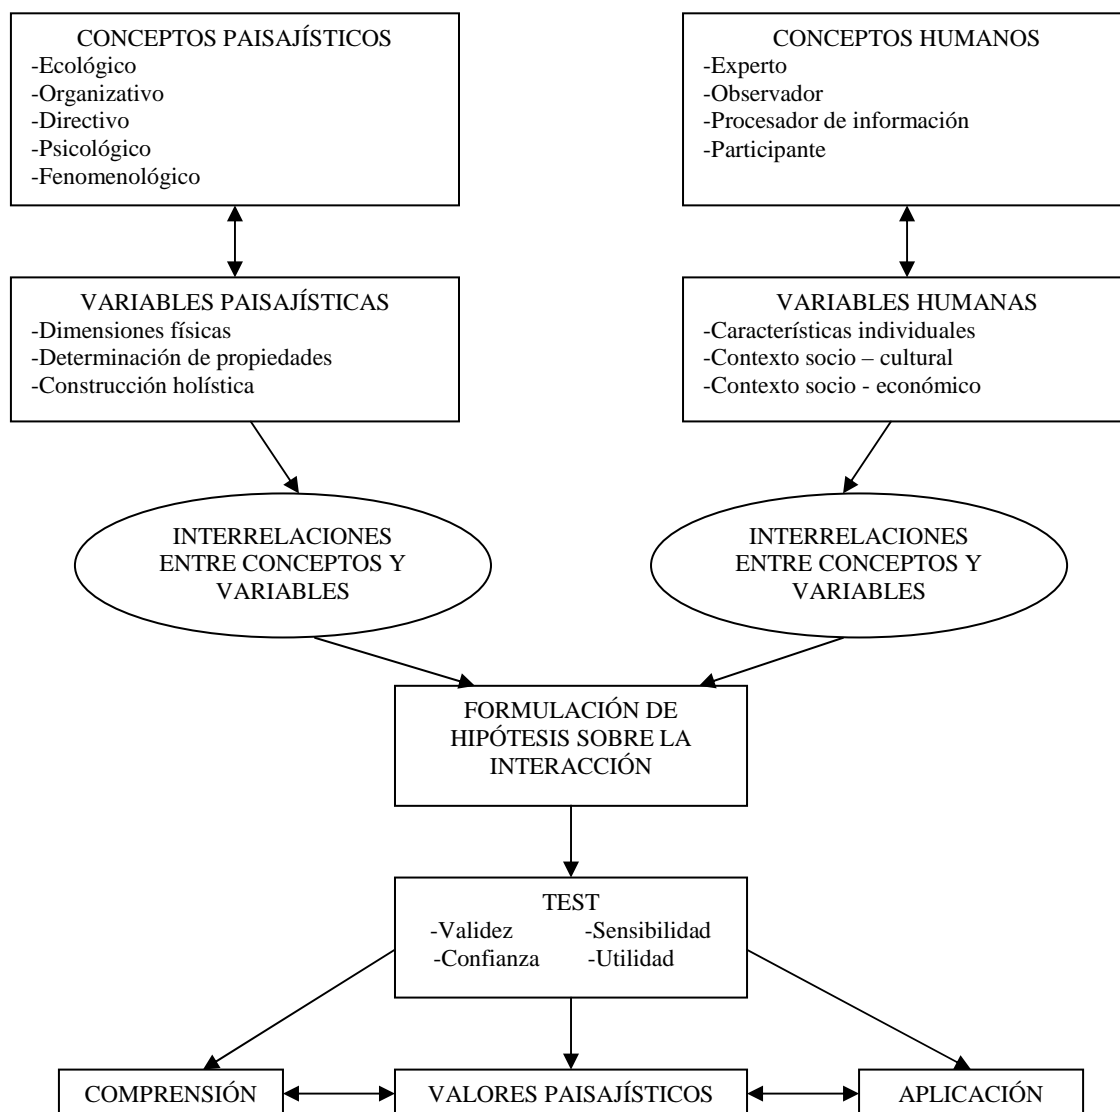 CONCEPTOS PAISAJÍSTICOS
-Ecológico
-Organizativo
-Directivo
-Psicológico
-Fenomenológico
CONCEPTOS HUMANOS
-Experto
-Observador
-Procesador de información
-Participante
VARIABLES PAISAJÍSTICAS
-Dimensiones físicas
-Determinación de propiedades
-Construcción holística
VARIABLES HUMANAS
-Características individuales
-Contexto socio – cultural
-Contexto socio - económico
INTERRELACIONES
ENTRE CONCEPTOS Y
VARIABLES
INTERRELACIONES
ENTRE CONCEPTOS Y
VARIABLES
FORMULACIÓN DE
HIPÓTESIS SOBRE LA
INTERACCIÓN
TEST
-Validez -Sensibilidad
-Confianza -Utilidad
COMPRENSIÓN
VALORES PAISAJÍSTICOS
APLICACIÓN